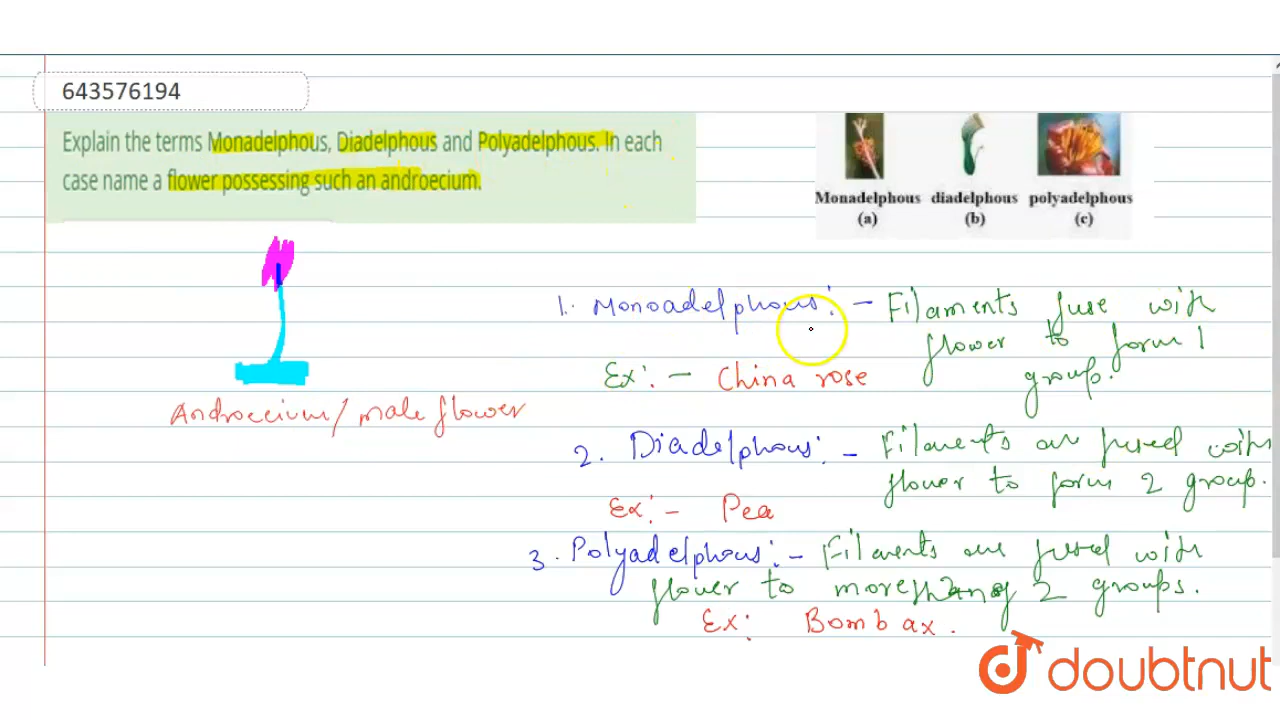 643576194
Explain the terms Monadelphous, Diadelphous and Polyadelphous. In each
case name a flower possessing such an androecium.
Monadelphous diadelphous polyadelphous
(a) (b) (c)
Androecium/male flower
1. Monoadelphous :- Filaments fuse with
flower to form 1
group.
Ex :- China rose
2. Diadelphous :- Filaments are fused with
flower to form 2 group.
Ex :- Pea
3. Polyadelphous :- Filaments are fused with
flower to more than of 2 groups.
Ex : Bombax.
doubtnut